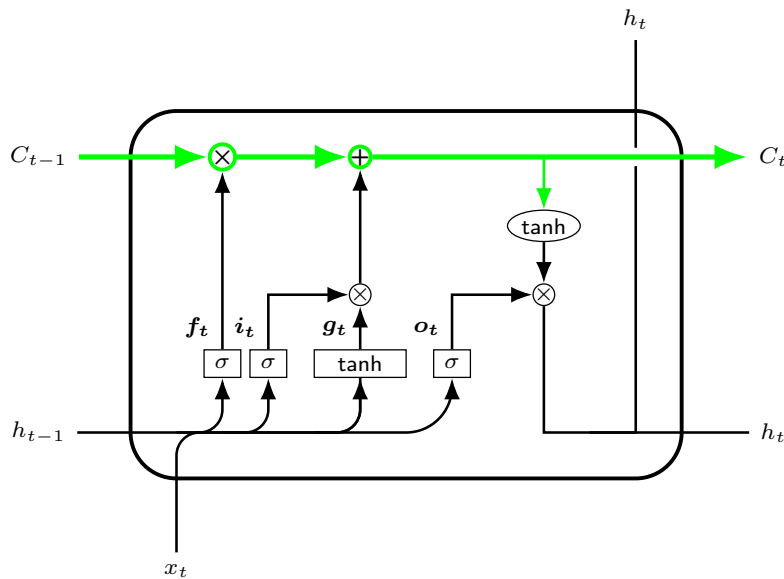 h_t
C_{t-1} × + C_t
tanh
× ×
f_t i_t g_t o_t
σ σ tanh σ
h_{t-1} h_t
x_t